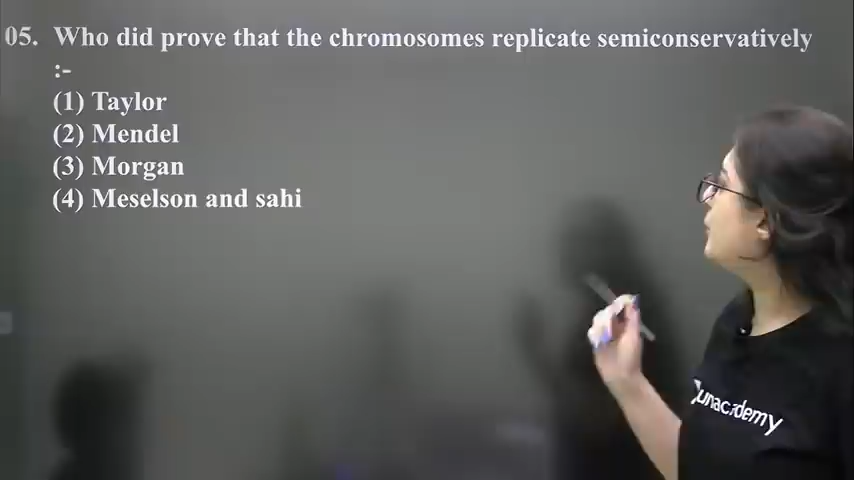 05. Who did prove that the chromosomes replicate semiconservatively
:-
(1) Taylor
(2) Mendel
(3) Morgan
(4) Meselson and sahi
unacademy